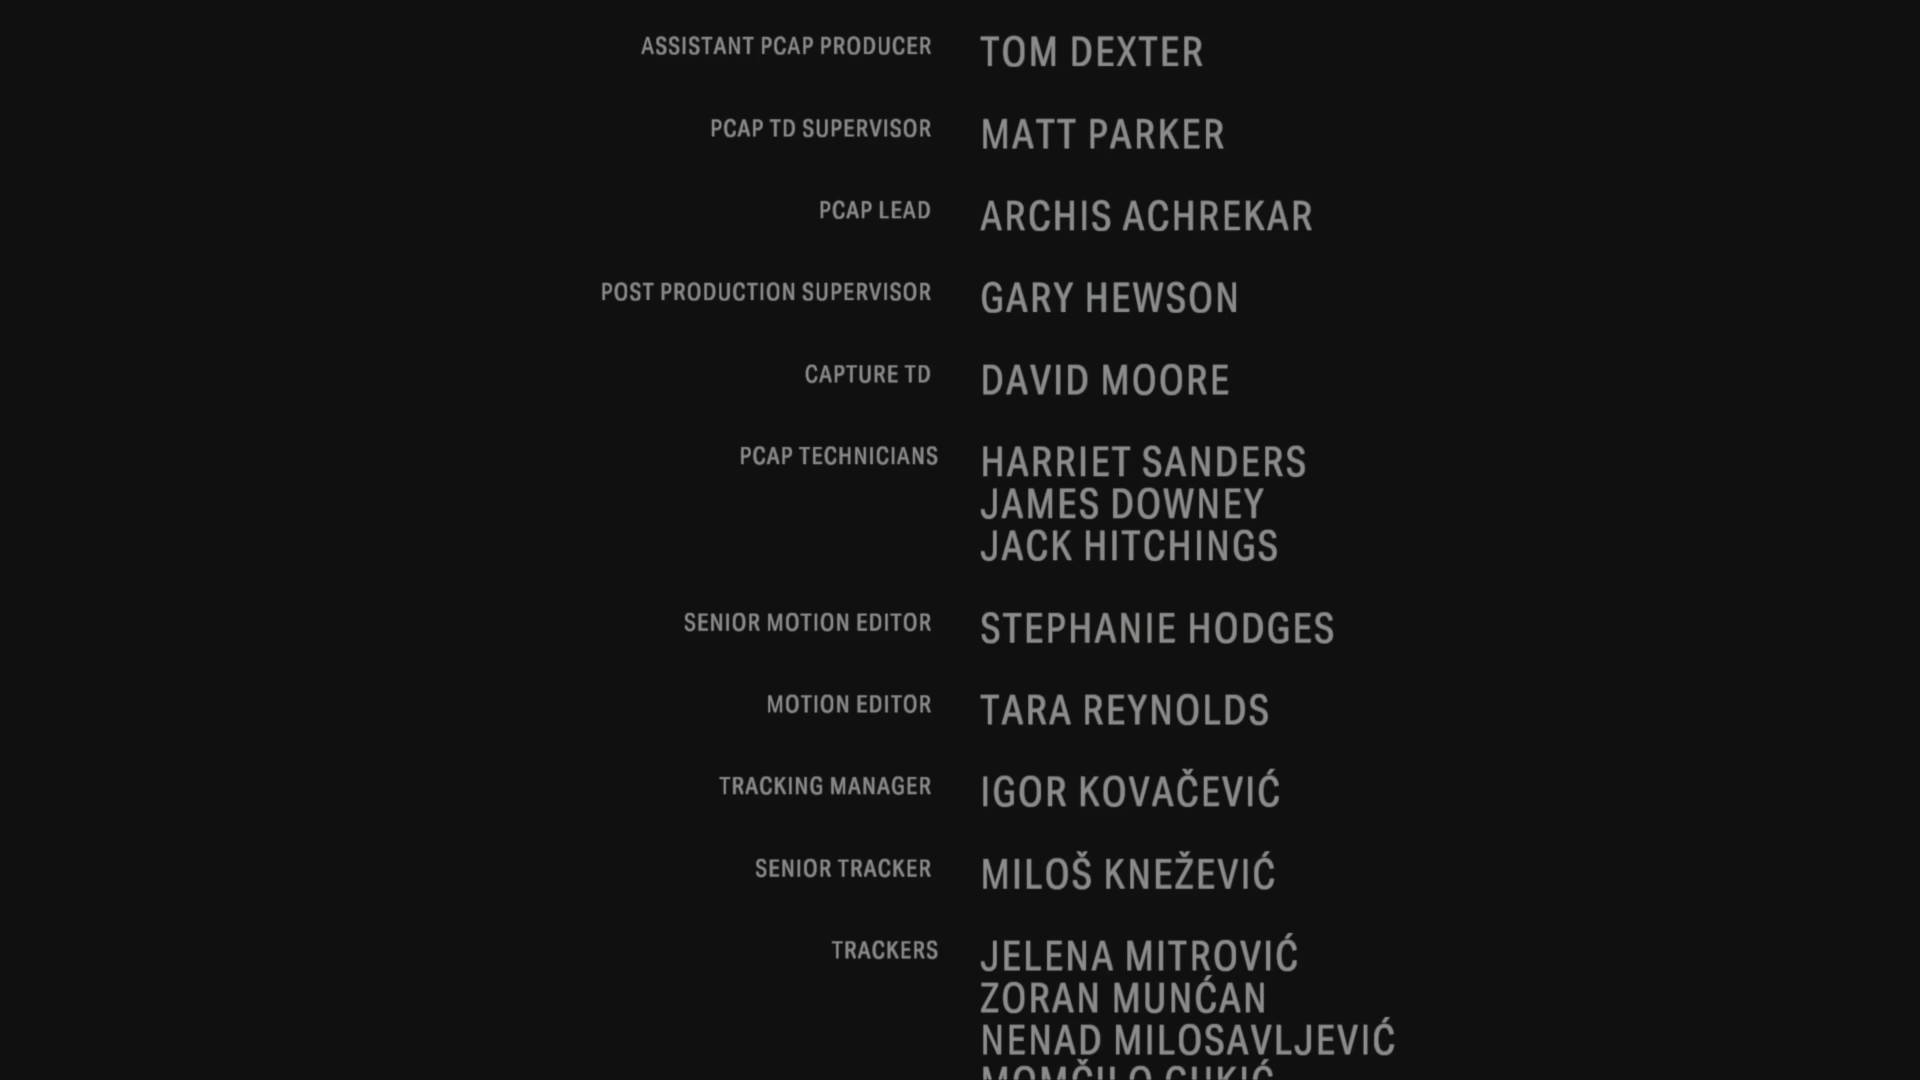 ASSISTANT PCAP PRODUCER TOM DEXTER
PCAP TD SUPERVISOR MATT PARKER
PCAP LEAD ARCHIS ACHREKAR
POST PRODUCTION SUPERVISOR GARY HEWSON
CAPTURE TD DAVID MOORE
PCAP TECHNICIANS HARRIET SANDERS
JAMES DOWNEY
JACK HITCHINGS
SENIOR MOTION EDITOR STEPHANIE HODGES
MOTION EDITOR TARA REYNOLDS
TRACKING MANAGER IGOR KOVAČEVIĆ
SENIOR TRACKER MILOŠ KNEŽEVIĆ
TRACKERS JELENA MITROVIĆ
ZORAN MUNĆAN
NENAD MILOSAVLJEVIĆ
MOMČILO